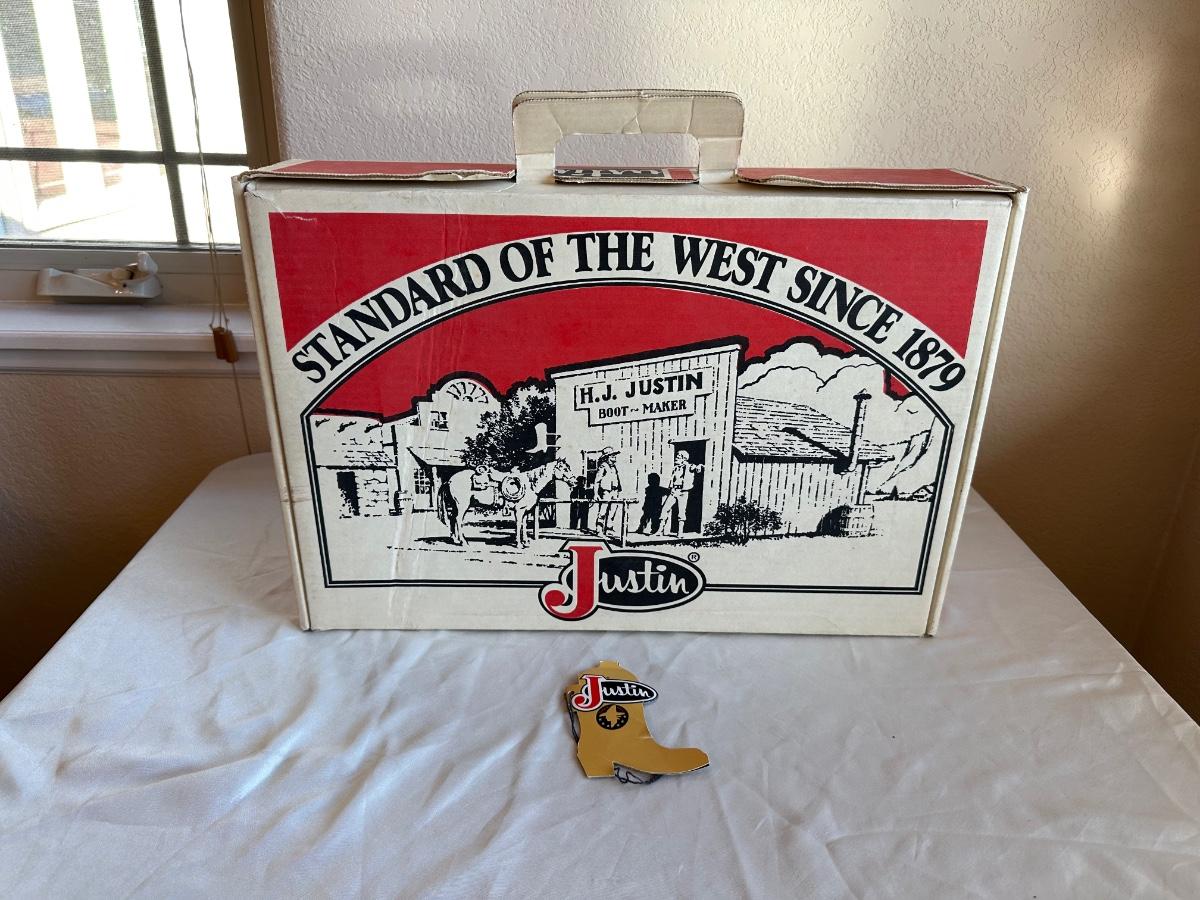 STANDARD OF THE WEST SINCE 1879
H.J. JUSTIN
BOOT~MAKER
Justin®
Justin